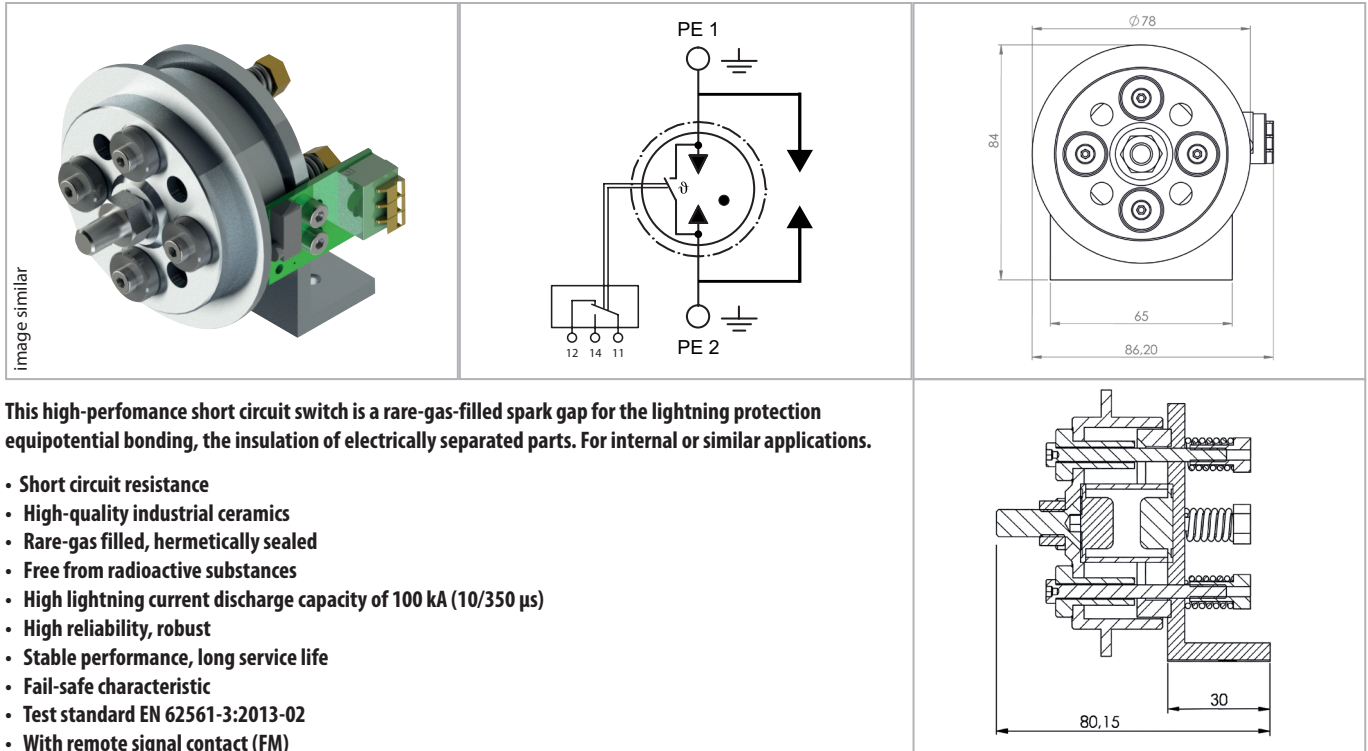 image similar
PE 1
ϑ
12 14 11
PE 2
Ø78
84
65
86,20
This high-perfomance short circuit switch is a rare-gas-filled spark gap for the lightning protection
equipotential bonding, the insulation of electrically separated parts. For internal or similar applications.
• Short circuit resistance
• High-quality industrial ceramics
• Rare-gas filled, hermetically sealed
• Free from radioactive substances
• High lightning current discharge capacity of 100 kA (10/350 µs)
• High reliability, robust
• Stable performance, long service life
• Fail-safe characteristic
• Test standard EN 62561-3:2013-02
• With remote signal contact (FM)
30
80,15